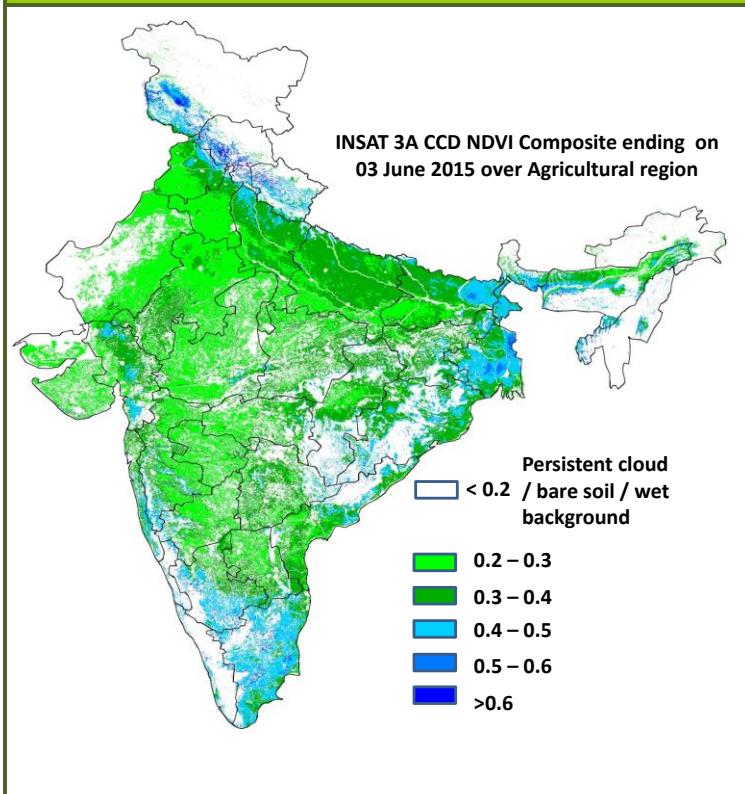 INSAT 3A CCD NDVI Composite ending on
03 June 2015 over Agricultural region
Persistent cloud
< 0.2 / bare soil / wet
background
0.2 – 0.3
0.3 – 0.4
0.4 – 0.5
0.5 – 0.6
>0.6